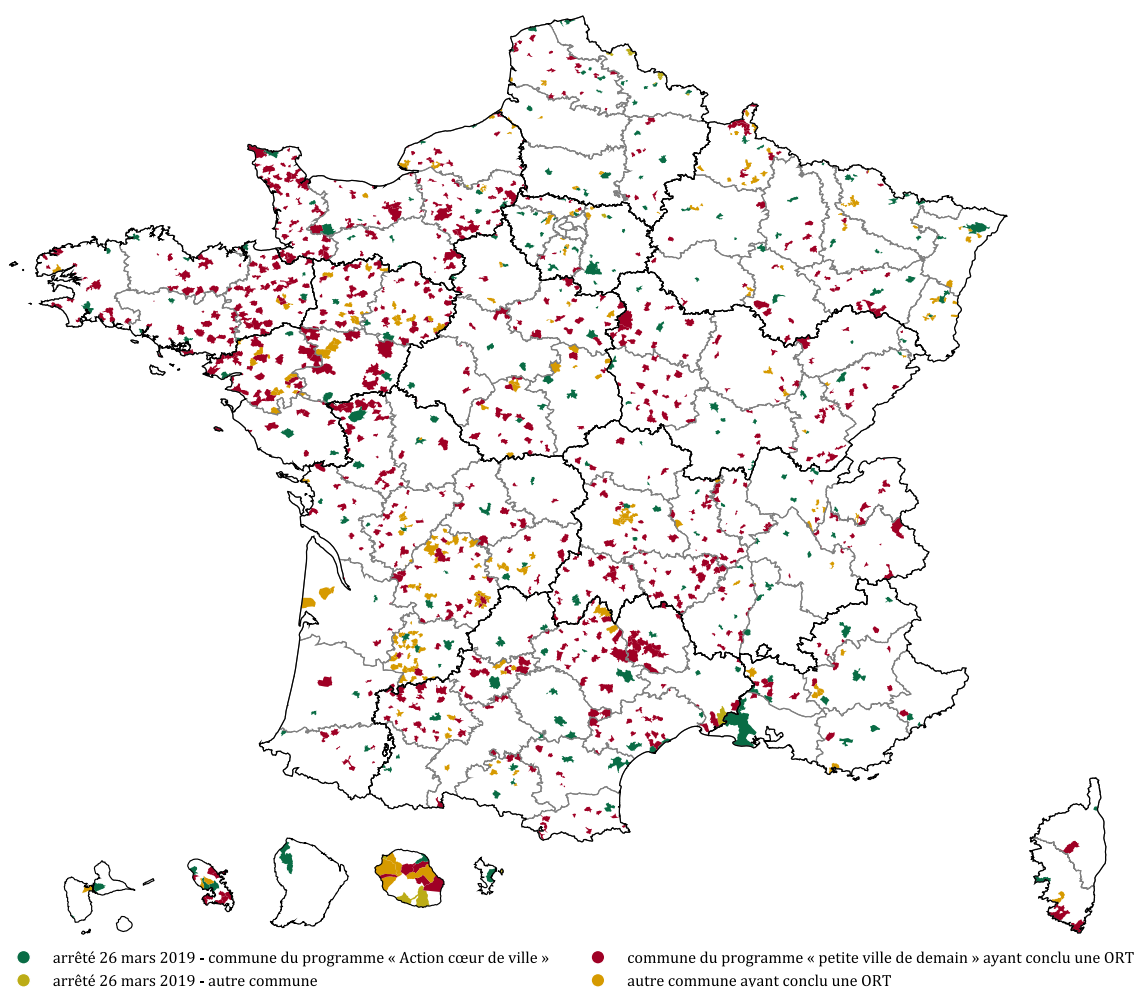 arrêté 26 mars 2019 - commune du programme « Action cœur de ville »
arrêté 26 mars 2019 - autre commune
commune du programme « petite ville de demain » ayant conclu une ORT
autre commune ayant conclu une ORT